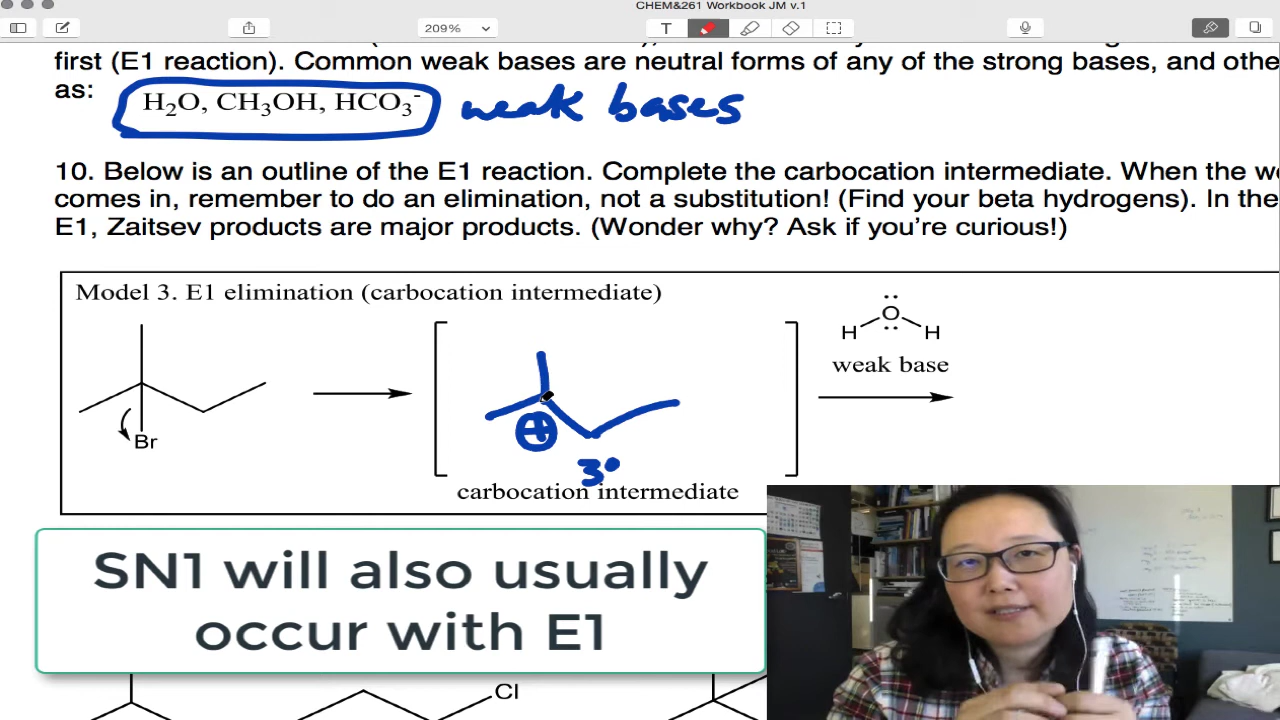 CHEM&261 Workbook JM v.1
209%
T
first (E1 reaction). Common weak bases are neutral forms of any of the strong bases, and othe
as:
H₂O, CH₃OH, HCO₃⁻ weak bases
10. Below is an outline of the E1 reaction. Complete the carbocation intermediate. When the we
comes in, remember to do an elimination, not a substitution! (Find your beta hydrogens). In the
E1, Zaitsev products are major products. (Wonder why? Ask if you're curious!)
Model 3. E1 elimination (carbocation intermediate)
H O H
weak base
Br
+
3°
carbocation intermediate
SN1 will also usually
occur with E1
Cl